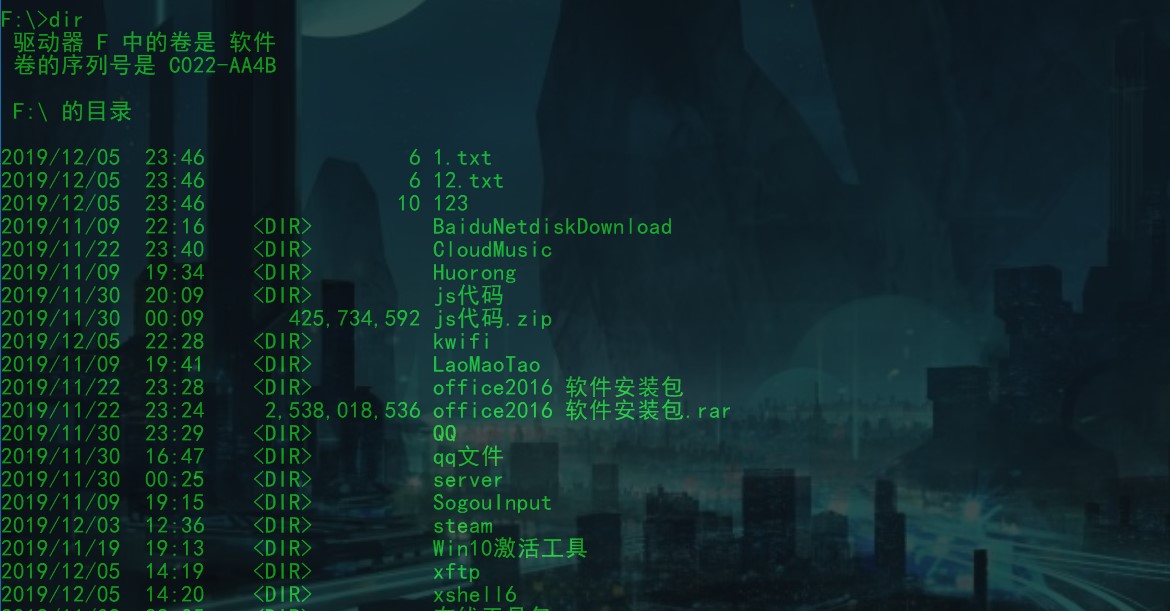 F:\>dir
驱动器 F 中的卷是 软件
卷的序列号是 C022-AA4B
F:\ 的目录
2019/12/05 23:46 6 1.txt
2019/12/05 23:46 6 12.txt
2019/12/05 23:46 10 123
2019/11/09 22:16 <DIR> BaiduNetdiskDownload
2019/11/22 23:40 <DIR> CloudMusic
2019/11/09 19:34 <DIR> Huorong
2019/11/30 20:09 <DIR> js代码
2019/11/30 00:09 425,734,592 js代码.zip
2019/12/05 22:28 <DIR> kwifi
2019/11/09 19:41 <DIR> LaoMaoTao
2019/11/22 23:28 <DIR> office2016 软件安装包
2019/11/22 23:24 2,538,018,536 office2016 软件安装包.rar
2019/11/30 23:29 <DIR> QQ
2019/11/30 16:47 <DIR> qq文件
2019/11/30 00:25 <DIR> server
2019/11/09 19:15 <DIR> SogouInput
2019/12/03 12:36 <DIR> steam
2019/11/19 19:13 <DIR> Win10激活工具
2019/12/05 14:19 <DIR> xftp
2019/12/05 14:20 <DIR> xshell6